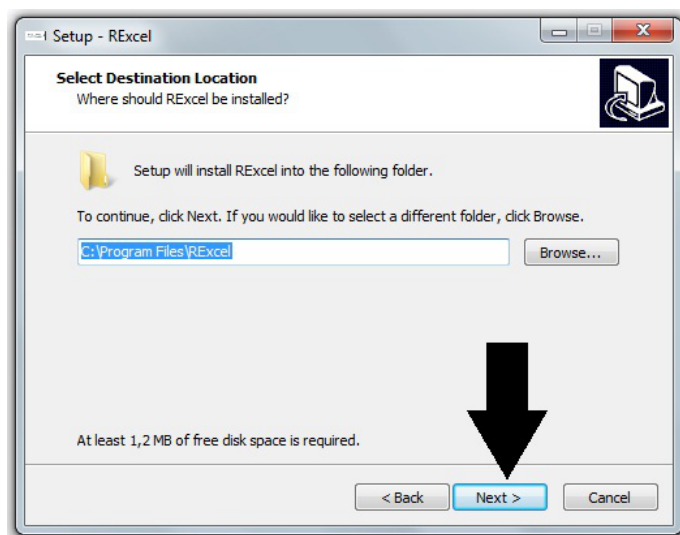 Setup - RExcel
Select Destination Location
Where should RExcel be installed?
Setup will install RExcel into the following folder.
To continue, click Next. If you would like to select a different folder, click Browse.
C:\Program Files\RExcel
Browse...
At least 1,2 MB of free disk space is required.
< Back
Next >
Cancel